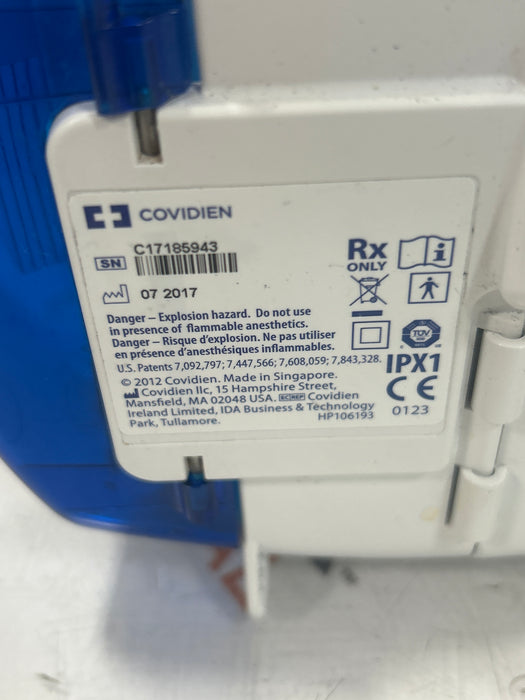 COVIDIEN
C17185943
SN
07 2017
Rx
ONLY
i
Danger – Explosion hazard. Do not use
in presence of flammable anesthetics.
Danger – Risque d'explosion. Ne pas utiliser
en présence d'anesthésiques inflammables.
U.S. Patents 7,092,797; 7,447,566; 7,608,059; 7,843,328.
© 2012 Covidien. Made in Singapore.
Covidien llc, 15 Hampshire Street,
Mansfield, MA 02048 USA. EC REP Covidien
Ireland Limited, IDA Business & Technology
Park, Tullamore.
HP106193
TÜV
IPX1
CE
0123